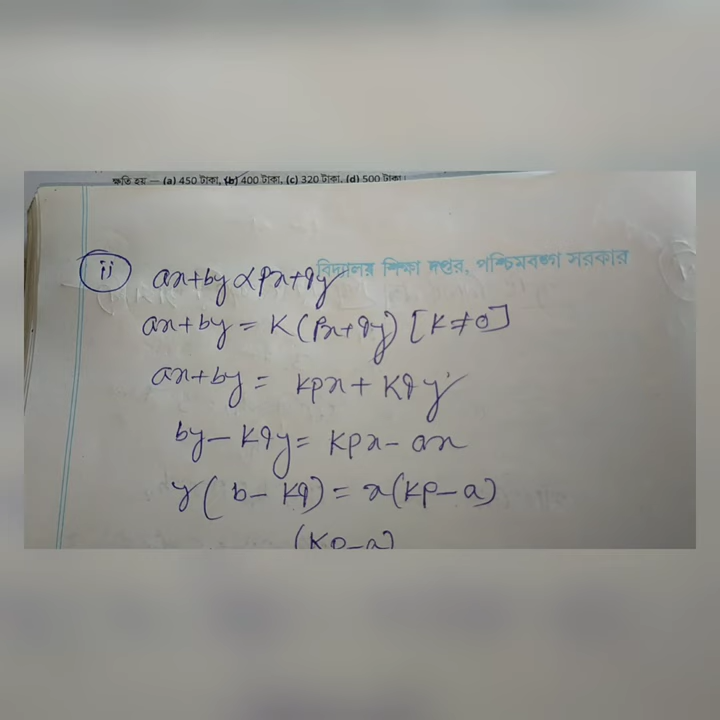 ক্ষতি হয় — (a) 450 টাকা, (b) 400 টাকা, (c) 320 টাকা, (d) 500 টাকা।
বিদ্যালয় শিক্ষা দপ্তর, পশ্চিমবঙ্গ সরকার
ii
ax+by ∝ px+qy
ax+by = K(px+qy) [K≠0]
ax+by = kpx + Kqy
by - kqy = kpx - ax
y(b - kq) = x(kp-a)
(kp-a)